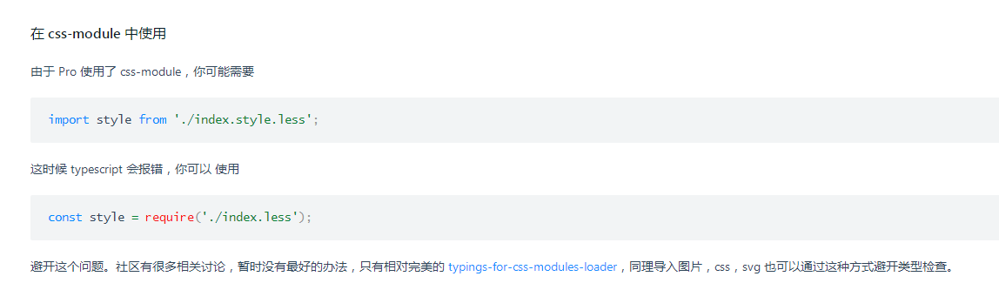 在 css-module 中使用
由于 Pro 使用了 css-module，你可能需要
import style from './index.style.less';
这时候 typescript 会报错，你可以 使用
const style = require('./index.less');
避开这个问题。社区有很多相关讨论，暂时没有最好的办法，只有相对完美的 typings-for-css-modules-loader，同理导入图片，css，svg 也可以通过这种方式避开类型检查。